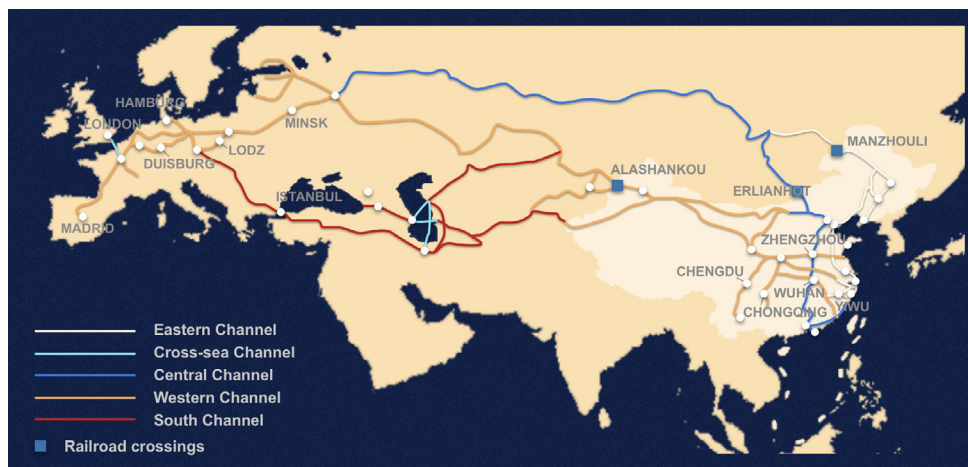 HAMBURG
LONDON
MINSK
LODZ
DUISBURG
MADRID
ISTANBUL
ALASHANKOU
MANZHOULI
ERLIANHOT
ZHENGZHOU
CHENGDU
WUHAN
YIWU
CHONGQING
Eastern Channel
Cross-sea Channel
Central Channel
Western Channel
South Channel
Railroad crossings